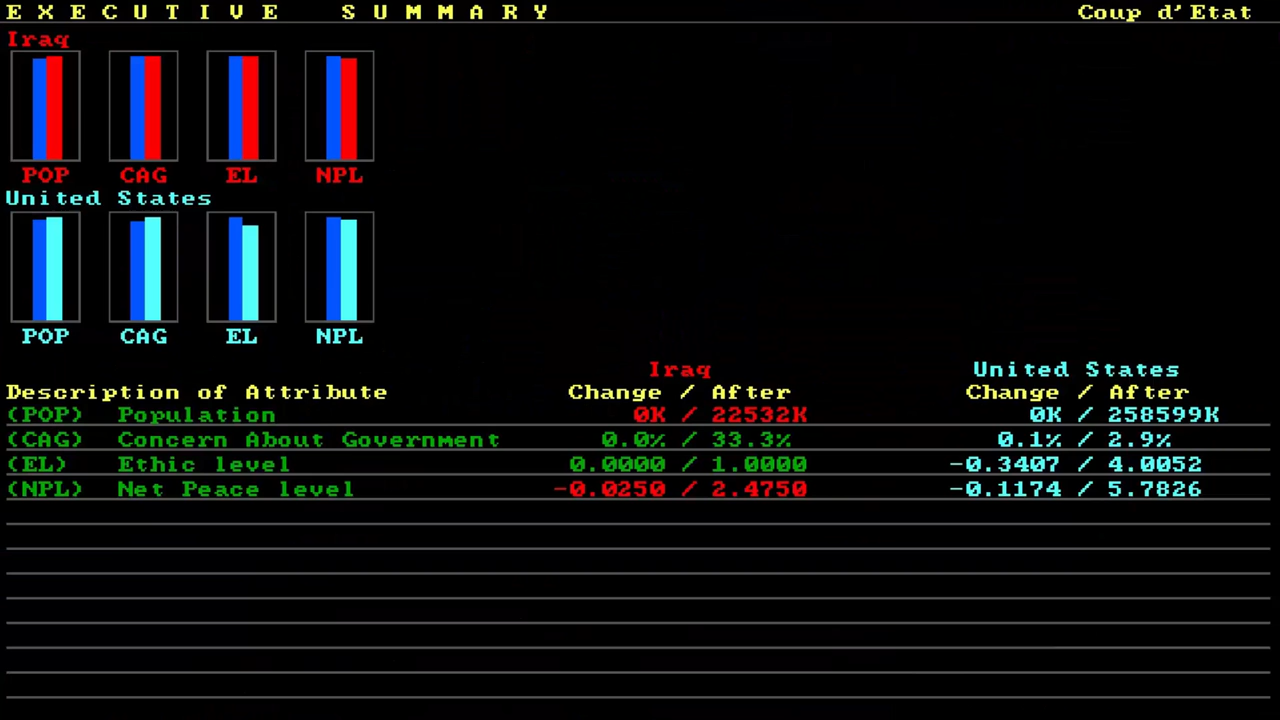 EXECUTIVE SUMMARY Coup d'Etat
Iraq
POP CAG EL NPL
United States
POP CAG EL NPL
Iraq United States
Description of Attribute Change / After Change / After
(POP) Population 0K / 22532K 0K / 258599K
(CAG) Concern About Government 0.0% / 33.3% 0.1% / 2.9%
(EL) Ethic level 0.0000 / 1.0000 -0.3407 / 4.0052
(NPL) Net Peace level -0.0250 / 2.4750 -0.1174 / 5.7826